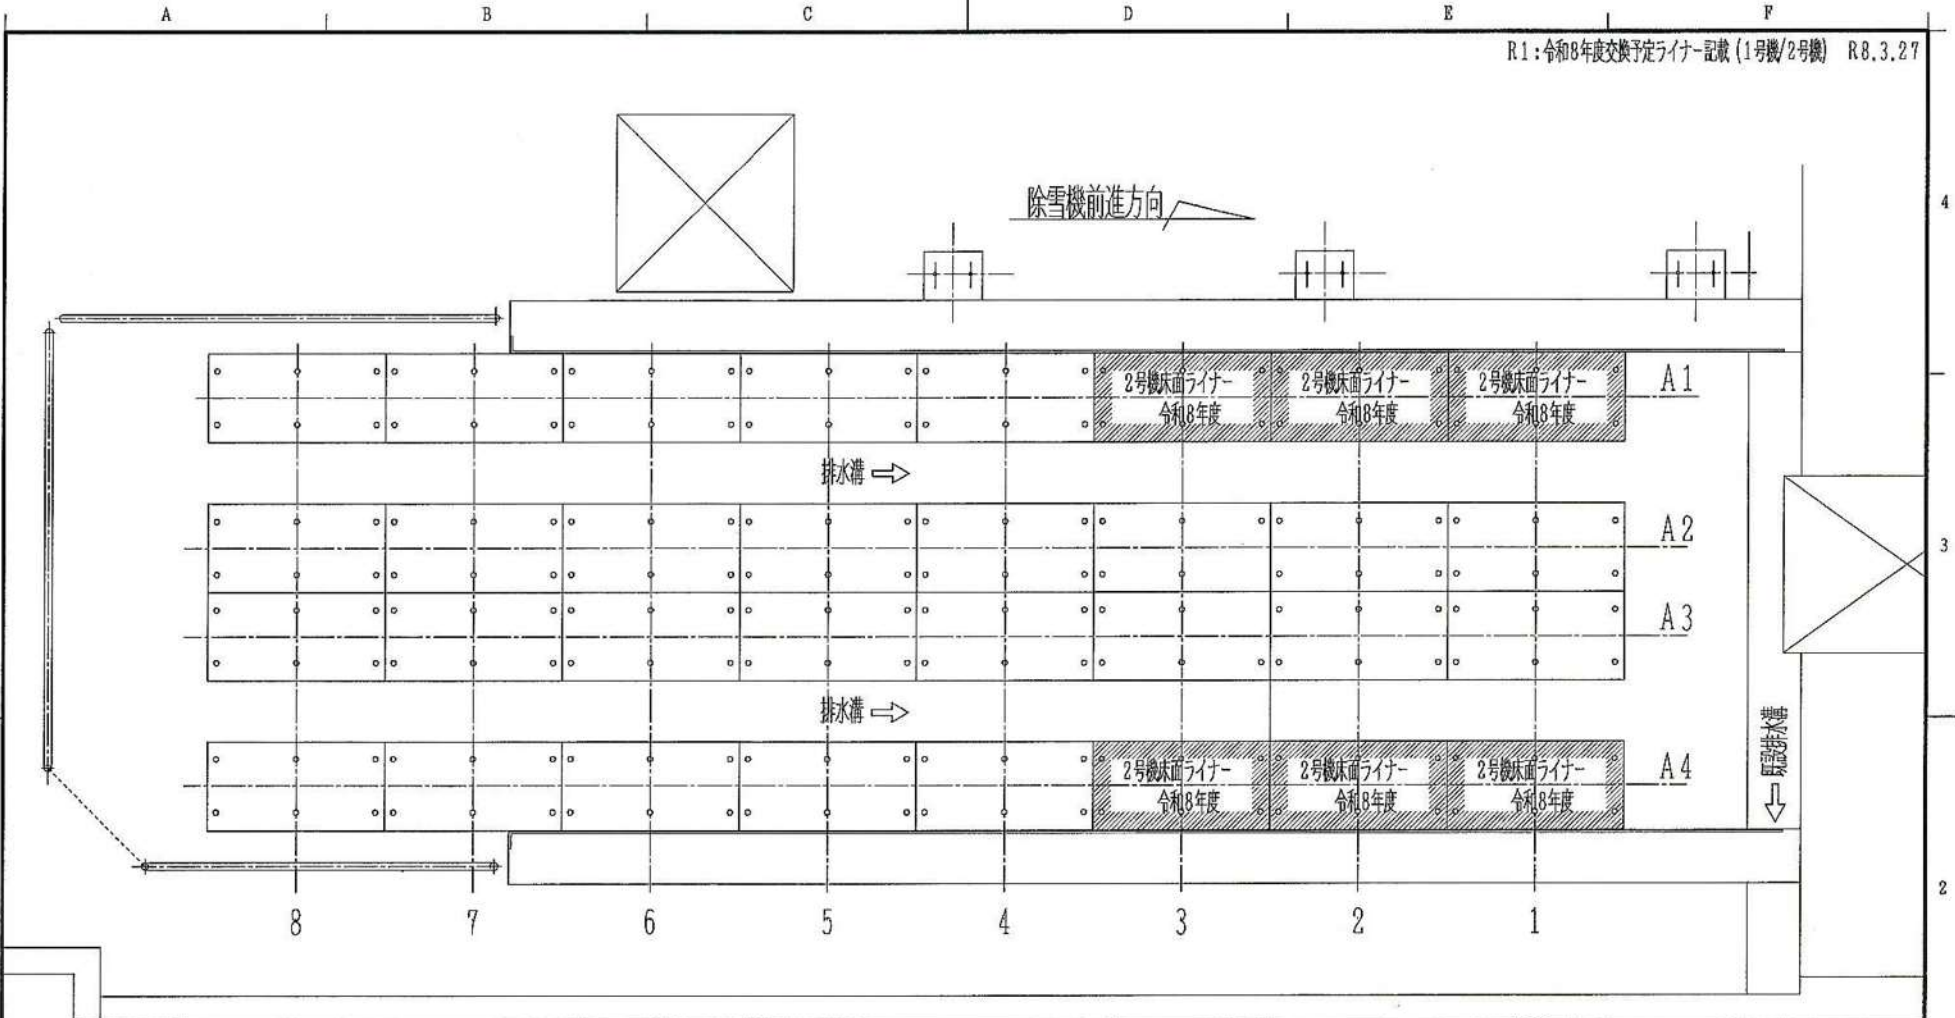 A B C D E F
R1:令和8年度交換予定ライナー記載(1号機/2号機) R8.3.27
4
除雪機前進方向
2号機床面ライナー 2号機床面ライナー 2号機床面ライナー A1
令和8年度 令和8年度 令和8年度
排水溝
A2
3
A3
排水溝
既設排水溝
2号機床面ライナー 2号機床面ライナー 2号機床面ライナー A4
令和8年度 令和8年度 令和8年度
2
8 7 6 5 4 3 2 1